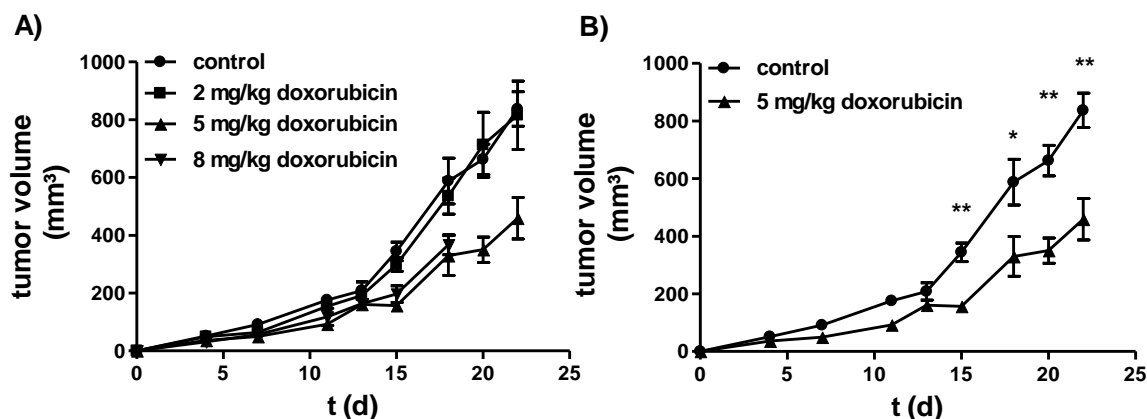 A)
control
2 mg/kg doxorubicin
5 mg/kg doxorubicin
8 mg/kg doxorubicin
tumor volume
(mm³)
1000
800
600
400
200
0
0 5 10 15 20 25
t (d)
B)
control
5 mg/kg doxorubicin
tumor volume
(mm³)
1000
800
600
400
200
0
** * ** **
0 5 10 15 20 25
t (d)